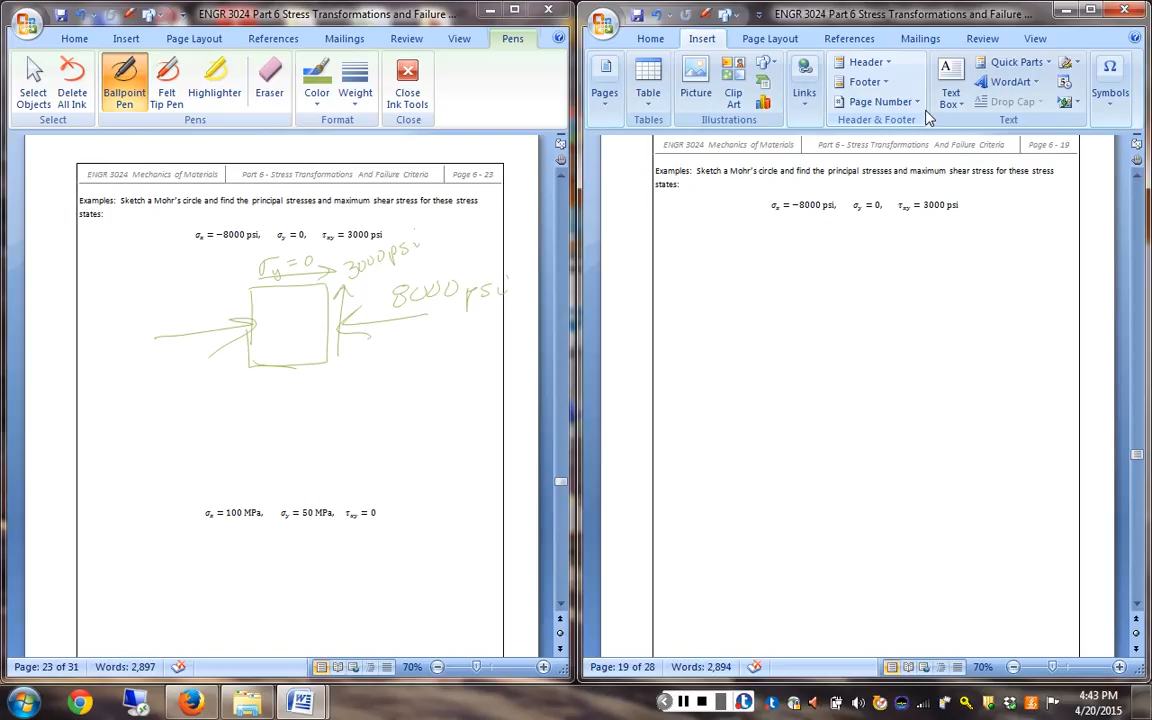 ENGR 3024 Part 6 Stress Transformations and Failure ...
Home Insert Page Layout References Mailings Review View Pens
Select Objects
Delete All Ink
Ballpoint Pen
Felt Tip Pen
Highlighter
Eraser
Color
Weight
Close Ink Tools
Select Pens Format Close
ENGR 3024 Mechanics of Materials Part 6 - Stress Transformations And Failure Criteria Page 6 - 23
Examples: Sketch a Mohr's circle and find the principal stresses and maximum shear stress for these stress
states:
σx = −8000 psi, σy = 0, τxy = 3000 psi
σy = 0
3000 psi
8000 psi
σx = 100 MPa, σy = 50 MPa, τxy = 0
Page: 23 of 31 Words: 2,897 70%
ENGR 3024 Part 6 Stress Transformations and Failure ...
Home Insert Page Layout References Mailings Review View
Pages
Table
Picture
Clip Art
Links
Header
Footer
Page Number
Text Box
Quick Parts
WordArt
Drop Cap
Symbols
Tables Illustrations Header & Footer Text
ENGR 3024 Mechanics of Materials Part 6 - Stress Transformations And Failure Criteria Page 6 - 19
Examples: Sketch a Mohr's circle and find the principal stresses and maximum shear stress for these stress
states:
σx = −8000 psi, σy = 0, τxy = 3000 psi
Page: 19 of 28 Words: 2,894 70%
4:43 PM
4/20/2015